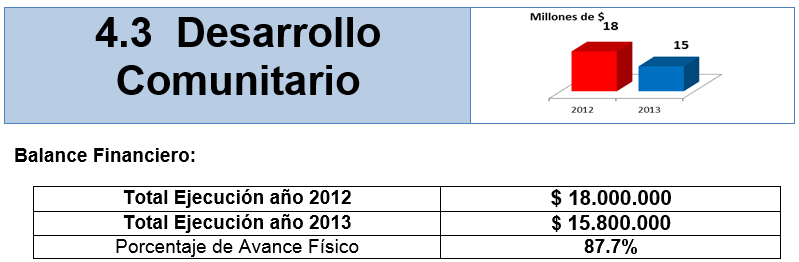 4.3 Desarrollo
Comunitario
Millones de $
18
15
2012 2013
Balance Financiero:
Total Ejecución año 2012 $ 18.000.000
Total Ejecución año 2013 $ 15.800.000
Porcentaje de Avance Físico 87.7%